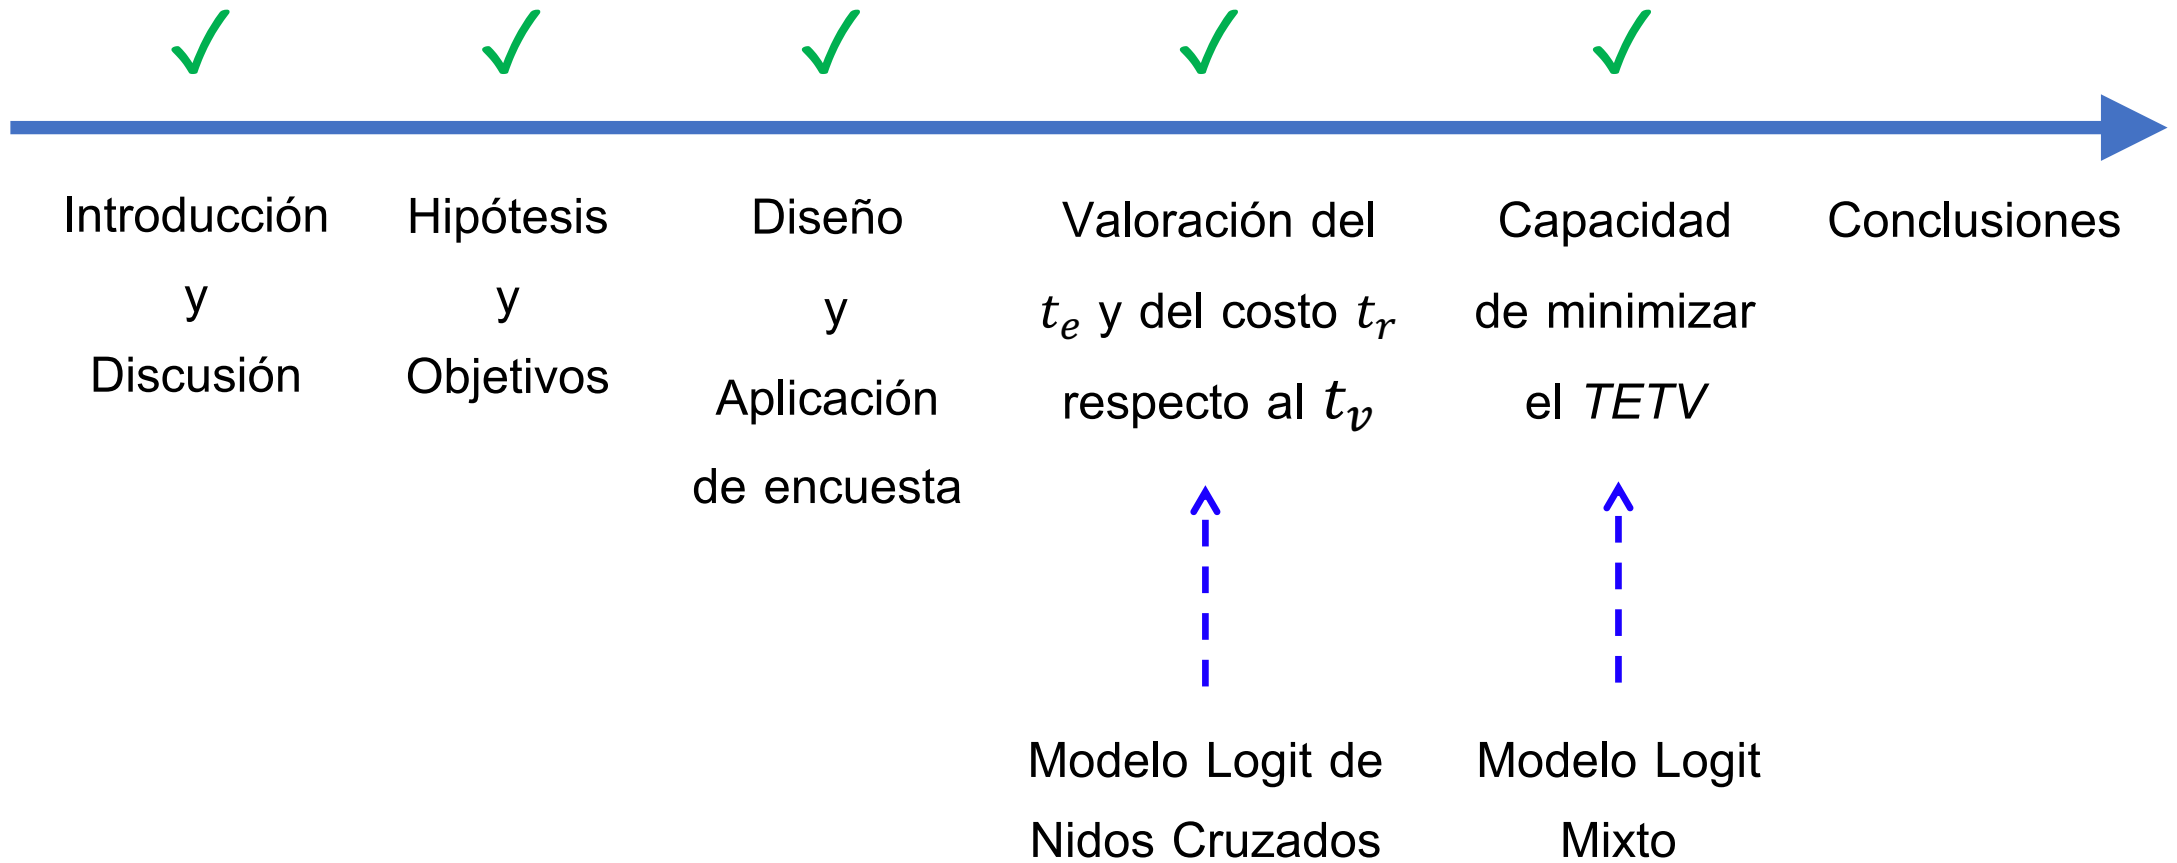 ✓ ✓ ✓ ✓ ✓
Introducción
y
Discusión
Hipótesis
y
Objetivos
Diseño
y
Aplicación
de encuesta
Valoración del
tₑ y del costo tᵣ
respecto al tᵥ
Capacidad
de minimizar
el TETV
Conclusiones
Modelo Logit de
Nidos Cruzados
Modelo Logit
Mixto